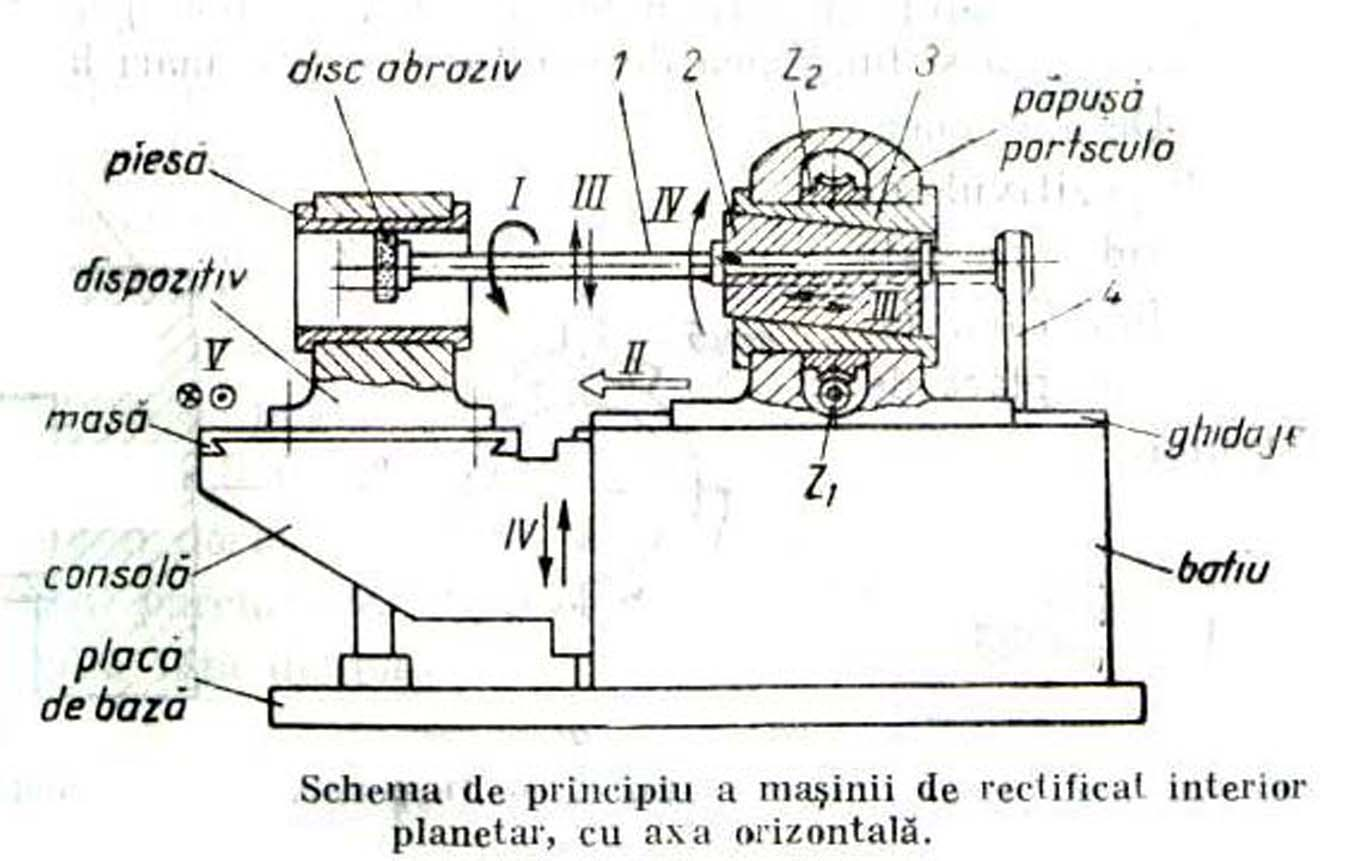 disc abraziv
1
2
Z2
3
păpușă
portsculă
piesă
I
III
IV
dispozitiv
III
4
V
II
masă
ghidaje
Z1
IV
consolă
batiu
placă
de bază
Schema de principiu a mașinii de rectificat interior
planetar, cu axa orizontală.